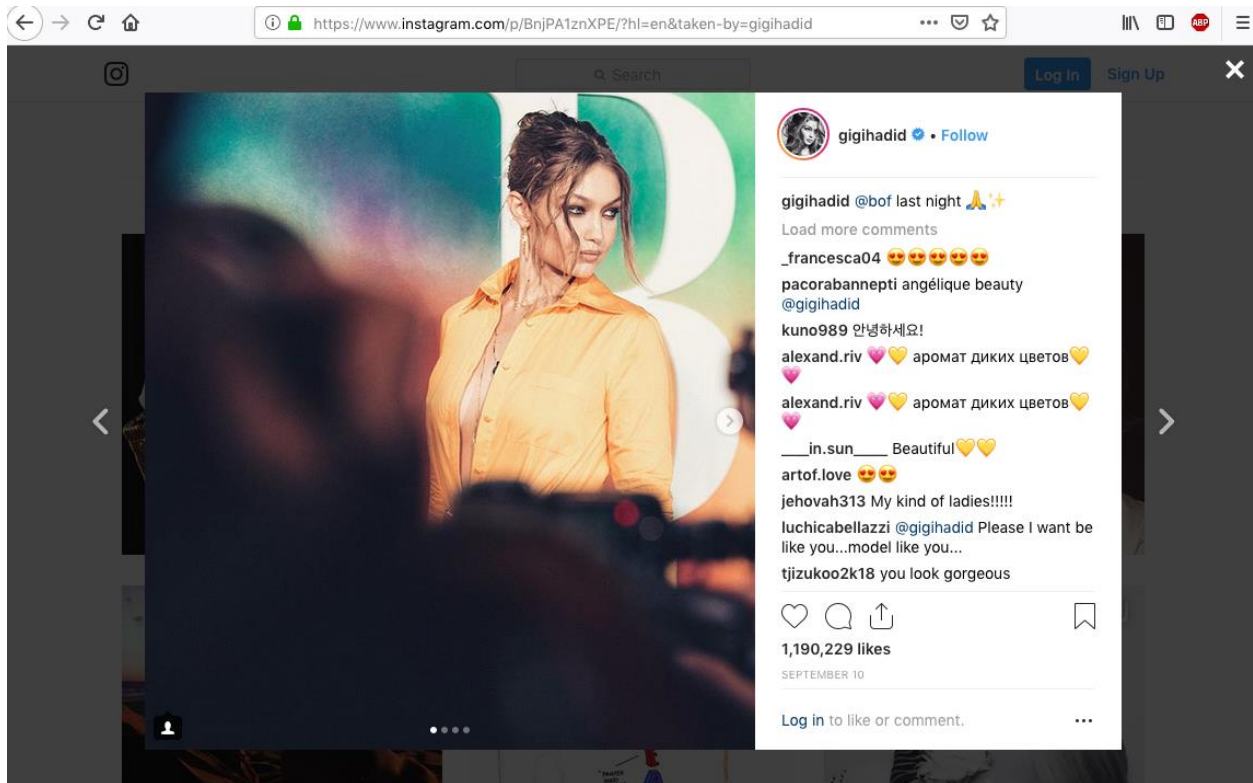 https://www.instagram.com/p/BnjPA1znXPE/?hl=en&taken-by=gigihadid
ABP
Search
Log In
Sign Up
B
gigihadid • Follow
gigihadid @bof last night 🙏✨
Load more comments
_francesca04 😍😍😍😍😍
pacorabannepti angélique beauty
@gigihadid
kuno989 안녕하세요!
alexand.riv 💗💛 аромат диких цветов💛
💗
alexand.riv 💗💛 аромат диких цветов💛
💗
___in.sun____ Beautiful💛💛
artof.love 😍😍
jehovah313 My kind of ladies!!!!!
luchicabellazzi @gigihadid Please I want be
like you...model like you...
tjizukoo2k18 you look gorgeous
1,190,229 likes
SEPTEMBER 10
Log in to like or comment.